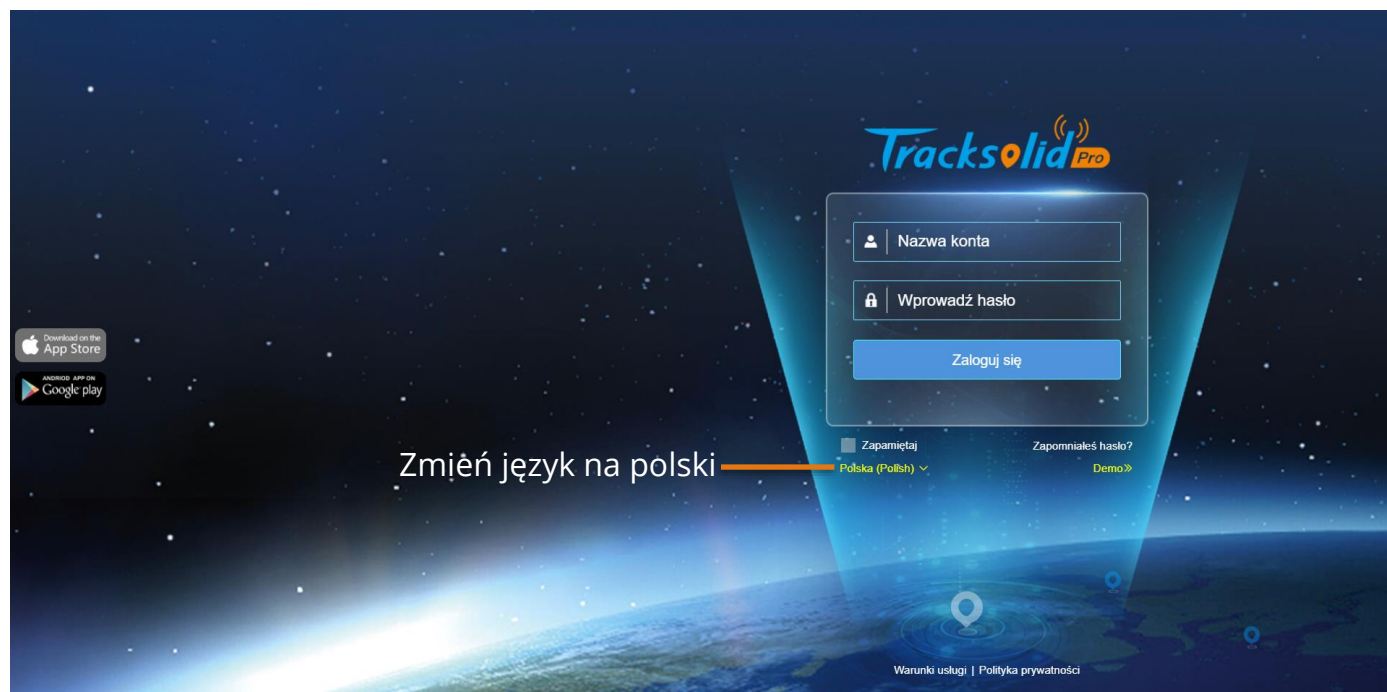 Tracksolid Pro
Nazwa konta
Wprowadź hasło
Download on the
App Store
Zaloguj się
ANDRIOD APP ON
Google play
Zapamiętaj
Zapomniałeś hasło?
Zmień język na polski
Polska (Polish)
Demo»
Warunki usługi | Polityka prywatności